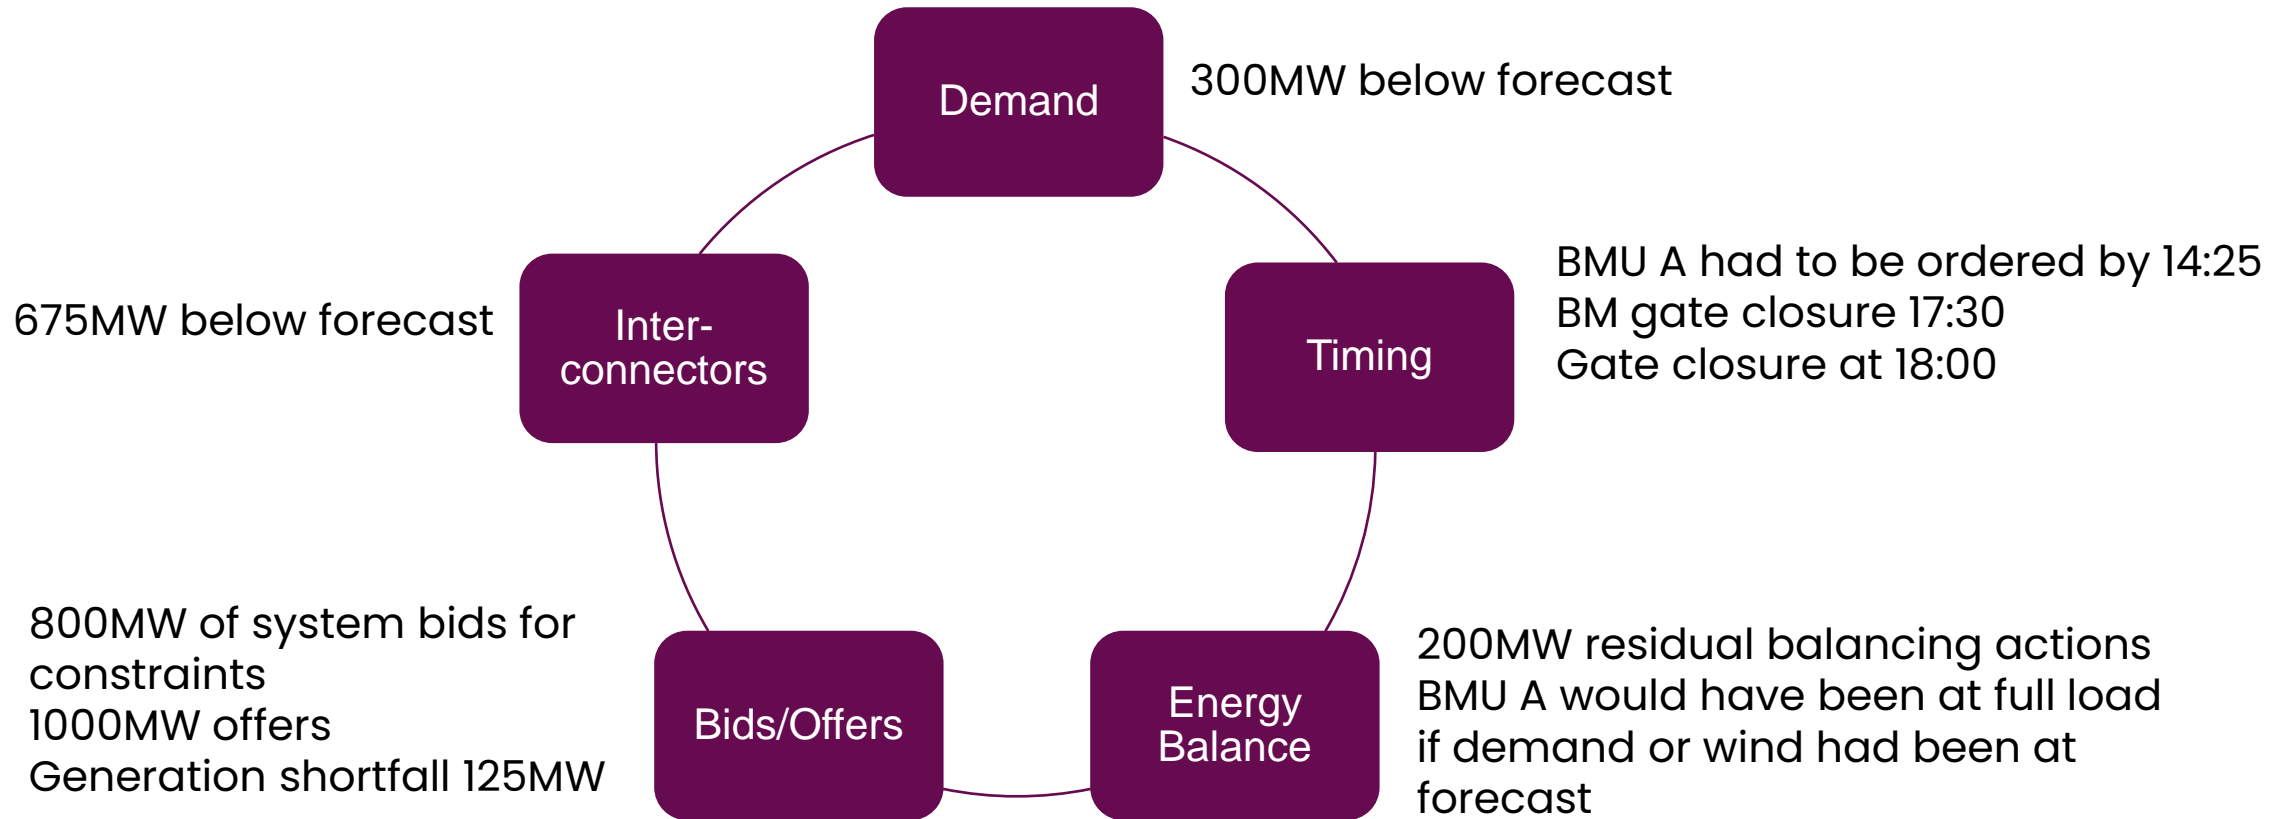 Demand
300MW below forecast
Timing
BMU A had to be ordered by 14:25
BM gate closure 17:30
Gate closure at 18:00
Energy
Balance
200MW residual balancing actions
BMU A would have been at full load
if demand or wind had been at
forecast
Bids/Offers
800MW of system bids for
constraints
1000MW offers
Generation shortfall 125MW
Inter-
connectors
675MW below forecast